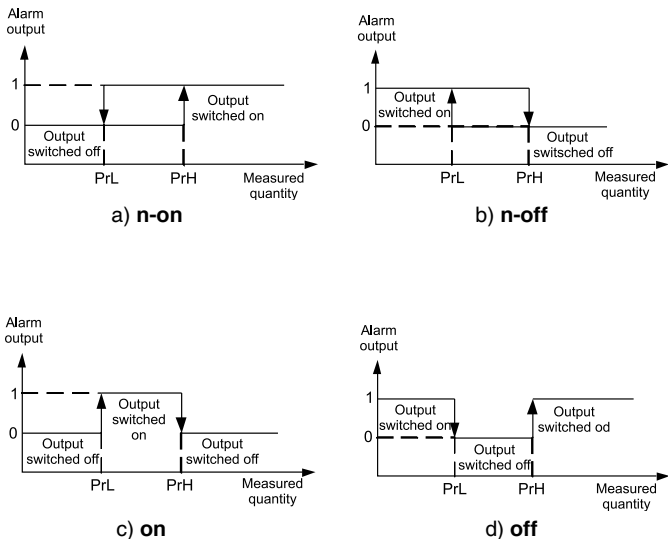 Alarm
output
1
0
Output
switched off
Output
switched on
PrL
PrH
Measured
quantity
a) n-on
Alarm
output
1
0
Output
switched on
Output
switsched off
PrL
PrH
Measured
quantity
b) n-off
Alarm
output
1
0
Output
switched off
Output
switched
on
Output
switched off
PrL
PrH
Measured
quantity
c) on
Alarm
output
1
0
Output
switched on
Output
switched off
Output
switched od
PrL
PrH
Measured
quantity
d) off